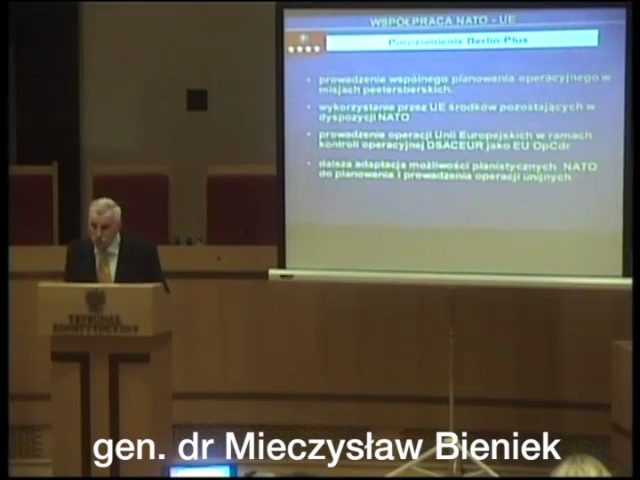 WSPÓŁPRACA NATO - UE
Porozumienie Berlin-Plus
• prowadzenie wspólnego planowania operacyjnego w
misjach petersberskich.
• wykorzystanie przez UE środków pozostających w
dyspozycji NATO
• prowadzenie operacji Unii Europejskich w ramach
kontroli operacyjnej DSACEUR jako EU OpCdr
• dalsza adaptacja możliwości planistycznych NATO
do planowania i prowadzenia operacji unijnych
TRYBUNAŁ
KONSTYTUCYJNY
gen. dr Mieczysław Bieniek